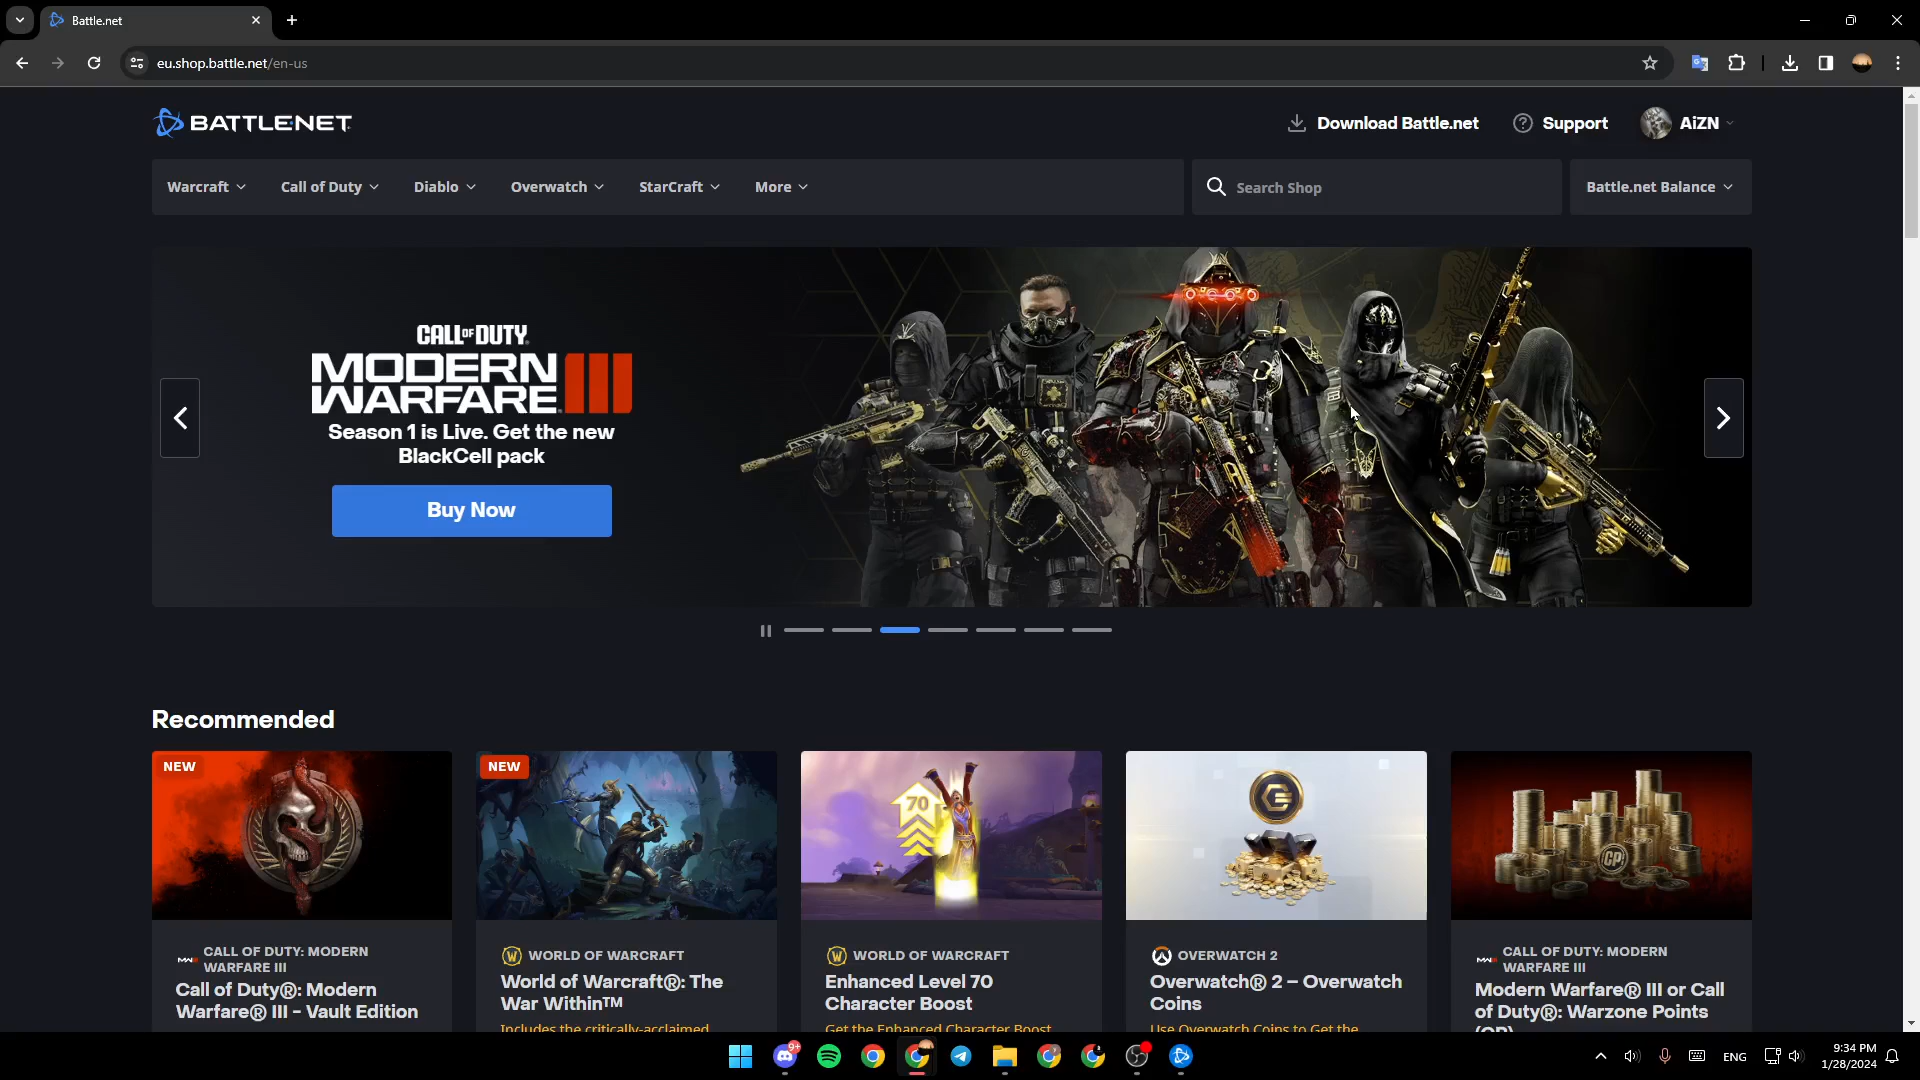 Battle.net
eu.shop.battle.net/en-us
BATTLE.NET
Download Battle.net
Support
AiZN
Warcraft
Call of Duty
Diablo
Overwatch
StarCraft
More
Search Shop
Battle.net Balance
CALL OF DUTY
MODERN
WARFARE III
Season 1 is Live. Get the new
BlackCell pack
Buy Now
Recommended
NEW
NEW
70
CP
CALL OF DUTY: MODERN
WARFARE III
Call of Duty®: Modern
Warfare® III - Vault Edition
WORLD OF WARCRAFT
World of Warcraft®: The
War Within™
Includes the critically-acclaimed
WORLD OF WARCRAFT
Enhanced Level 70
Character Boost
Get the Enhanced Character Boost
OVERWATCH 2
Overwatch® 2 – Overwatch
Coins
Use Overwatch Coins to Get the
CALL OF DUTY: MODERN
WARFARE III
Modern Warfare® III or Call
of Duty®: Warzone Points
(CP)
9+
ENG
9:34 PM
1/28/2024